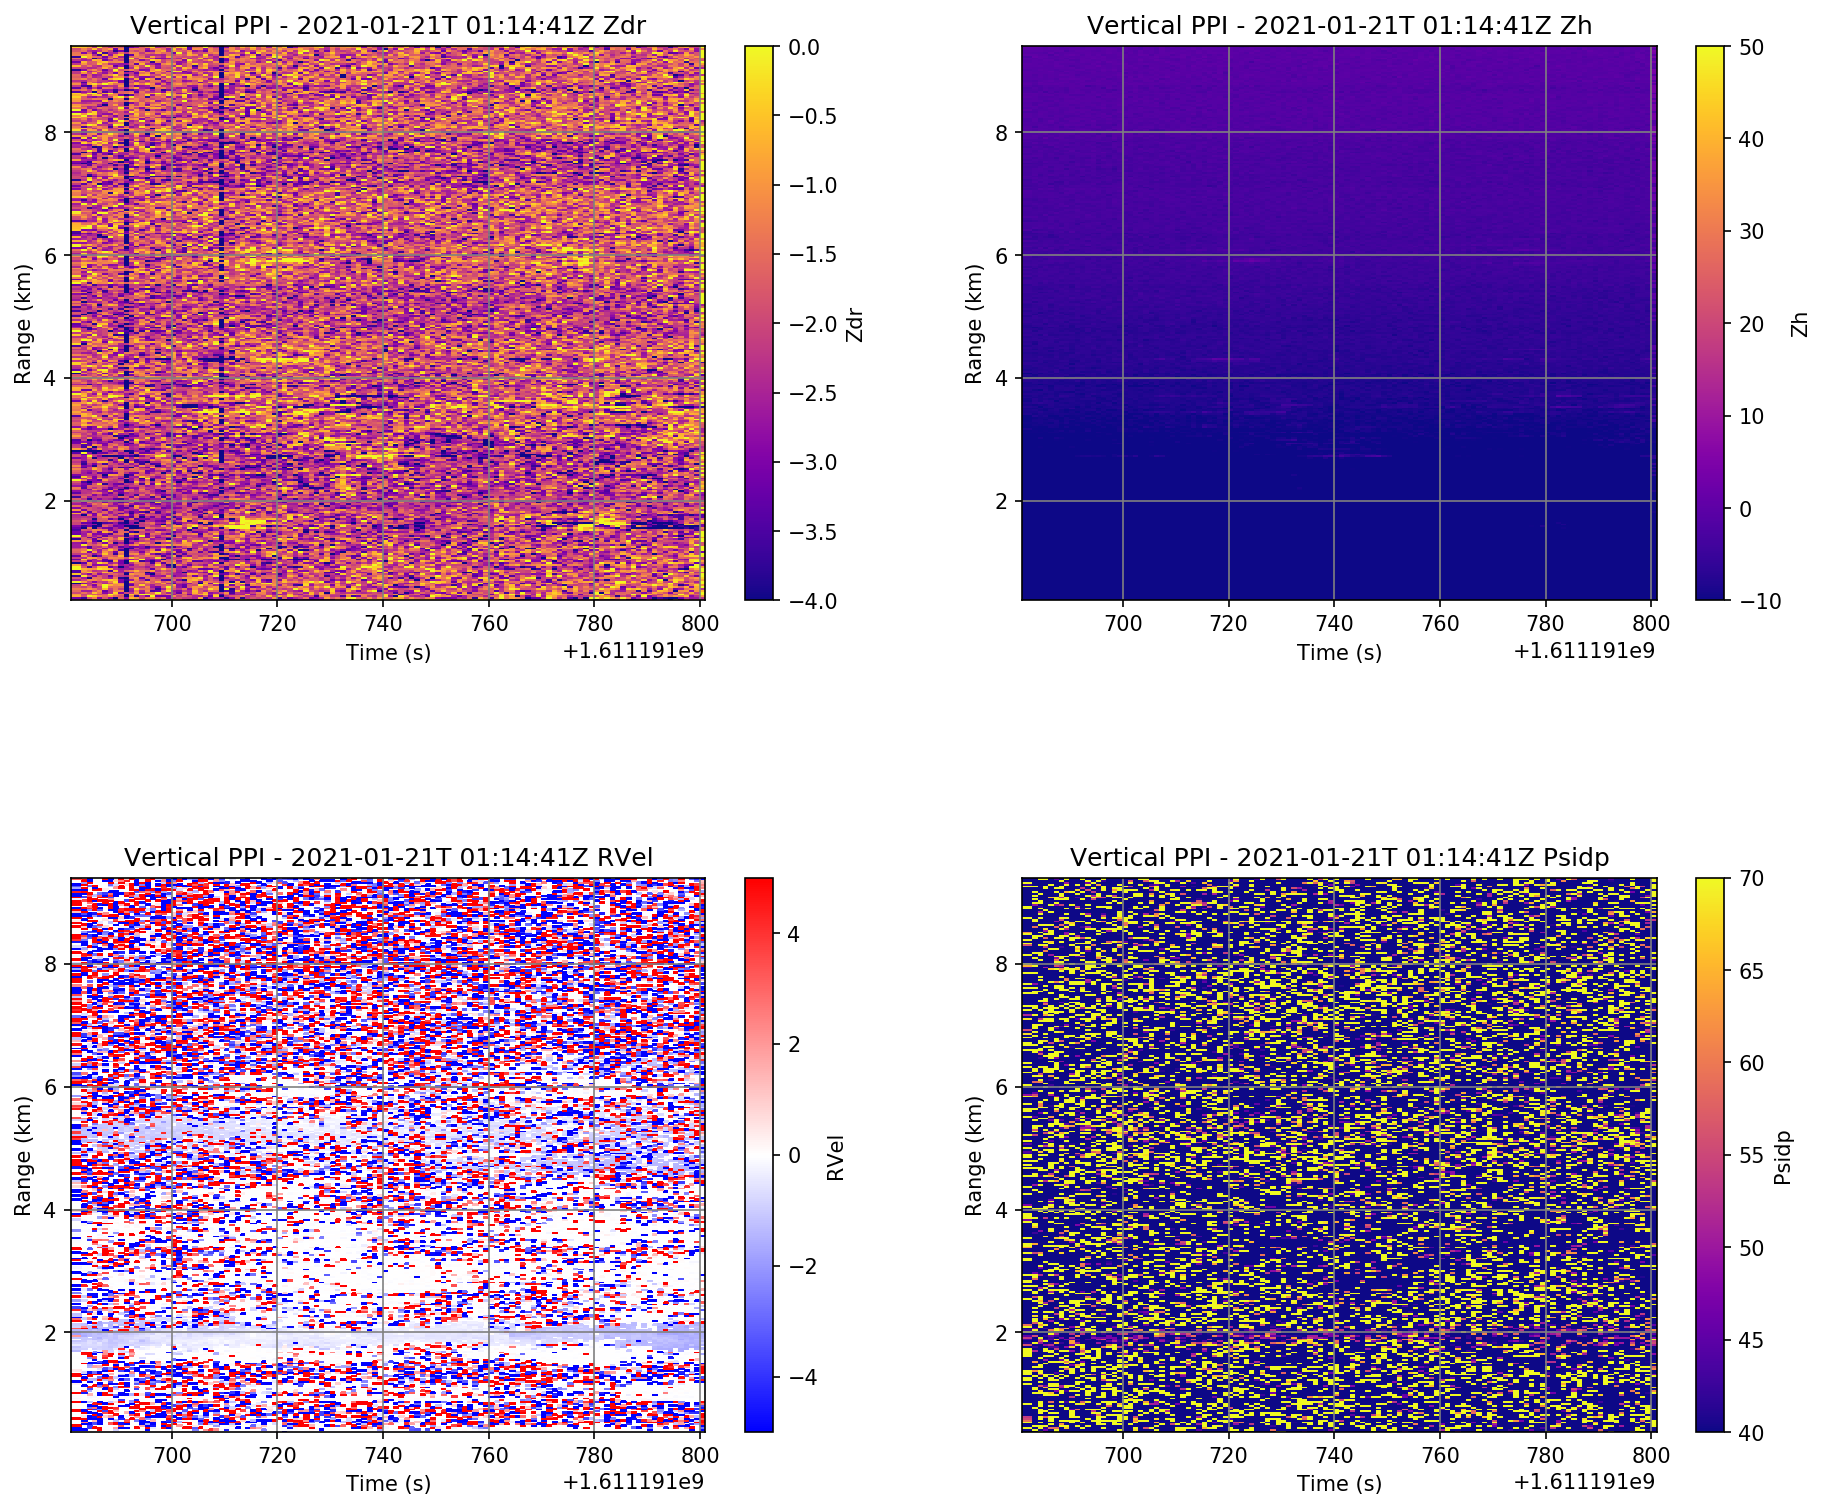 Vertical PPI - 2021-01-21T 01:14:41Z Zdr
Range (km)
8
6
4
2
700 720 740 760 780 800
Time (s)
+1.611191e9
0.0
−0.5
−1.0
−1.5
−2.0
−2.5
−3.0
−3.5
−4.0
Zdr
Vertical PPI - 2021-01-21T 01:14:41Z Zh
Range (km)
8
6
4
2
700 720 740 760 780 800
Time (s)
+1.611191e9
50
40
30
20
10
0
−10
Zh
Vertical PPI - 2021-01-21T 01:14:41Z RVel
Range (km)
8
6
4
2
700 720 740 760 780 800
Time (s)
+1.611191e9
4
2
0
−2
−4
RVel
Vertical PPI - 2021-01-21T 01:14:41Z Psidp
Range (km)
8
6
4
2
700 720 740 760 780 800
Time (s)
+1.611191e9
70
65
60
55
50
45
40
Psidp